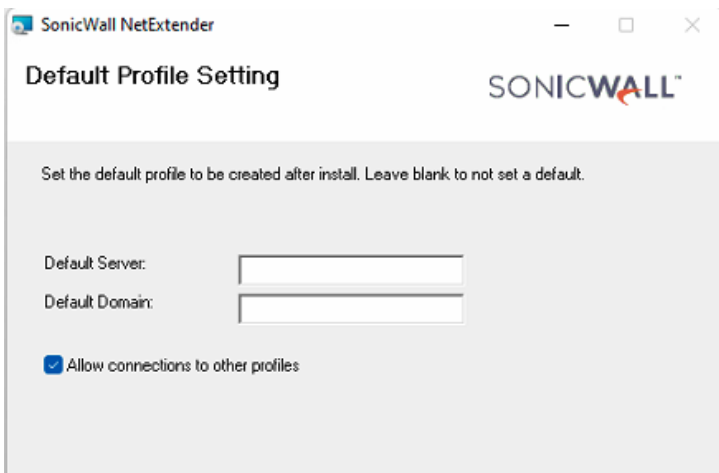 SonicWall NetExtender
Default Profile Setting
SONICWALL™
Set the default profile to be created after install. Leave blank to not set a default.
Default Server:
Default Domain:
Allow connections to other profiles